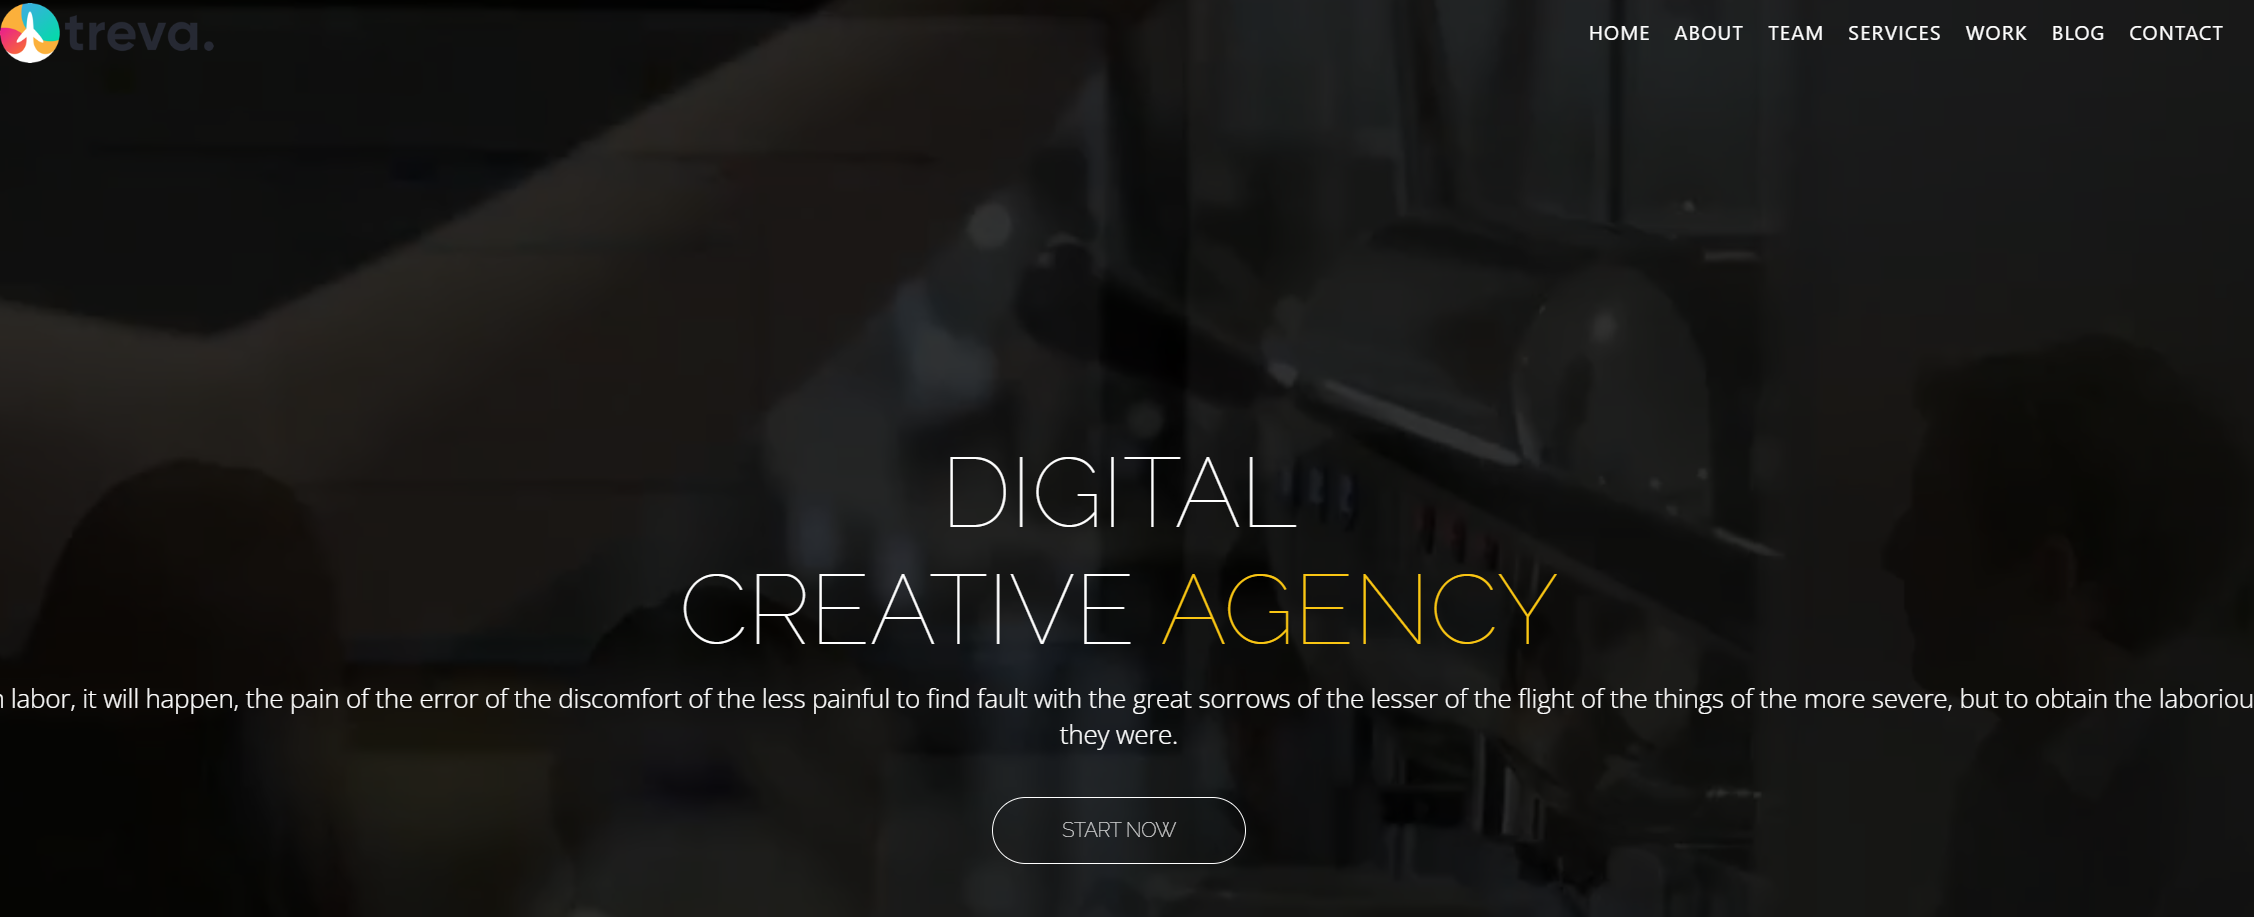 treva.
HOME ABOUT TEAM SERVICES WORK BLOG CONTACT
DIGITAL
CREATIVE AGENCY
labor, it will happen, the pain of the error of the discomfort of the less painful to find fault with the great sorrows of the lesser of the flight of the things of the more severe, but to obtain the laboriou
they were.
START NOW